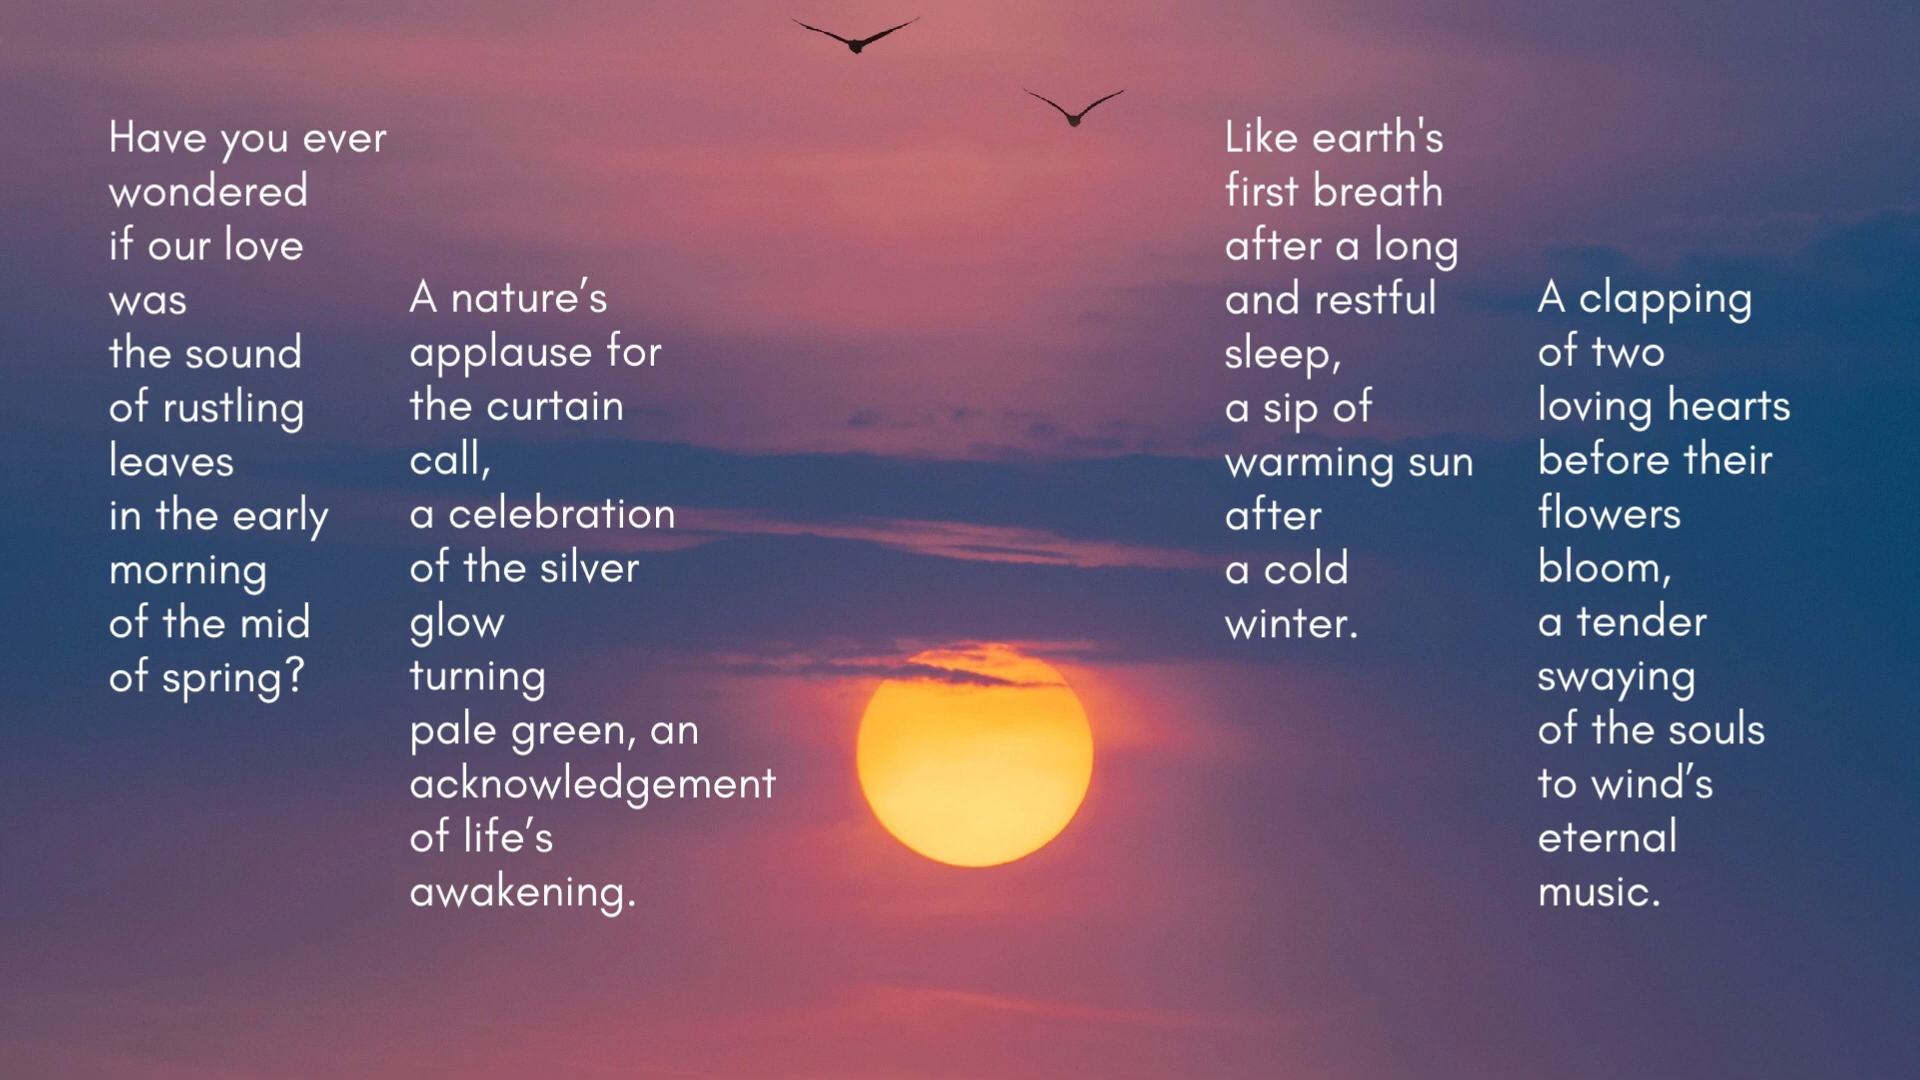 Have you ever
wondered
if our love
was
the sound
of rustling
leaves
in the early
morning
of the mid
of spring?
A nature’s
applause for
the curtain
call,
a celebration
of the silver
glow
turning
pale green, an
acknowledgement
of life’s
awakening.
Like earth's
first breath
after a long
and restful
sleep,
a sip of
warming sun
after
a cold
winter.
A clapping
of two
loving hearts
before their
flowers
bloom,
a tender
swaying
of the souls
to wind’s
eternal
music.